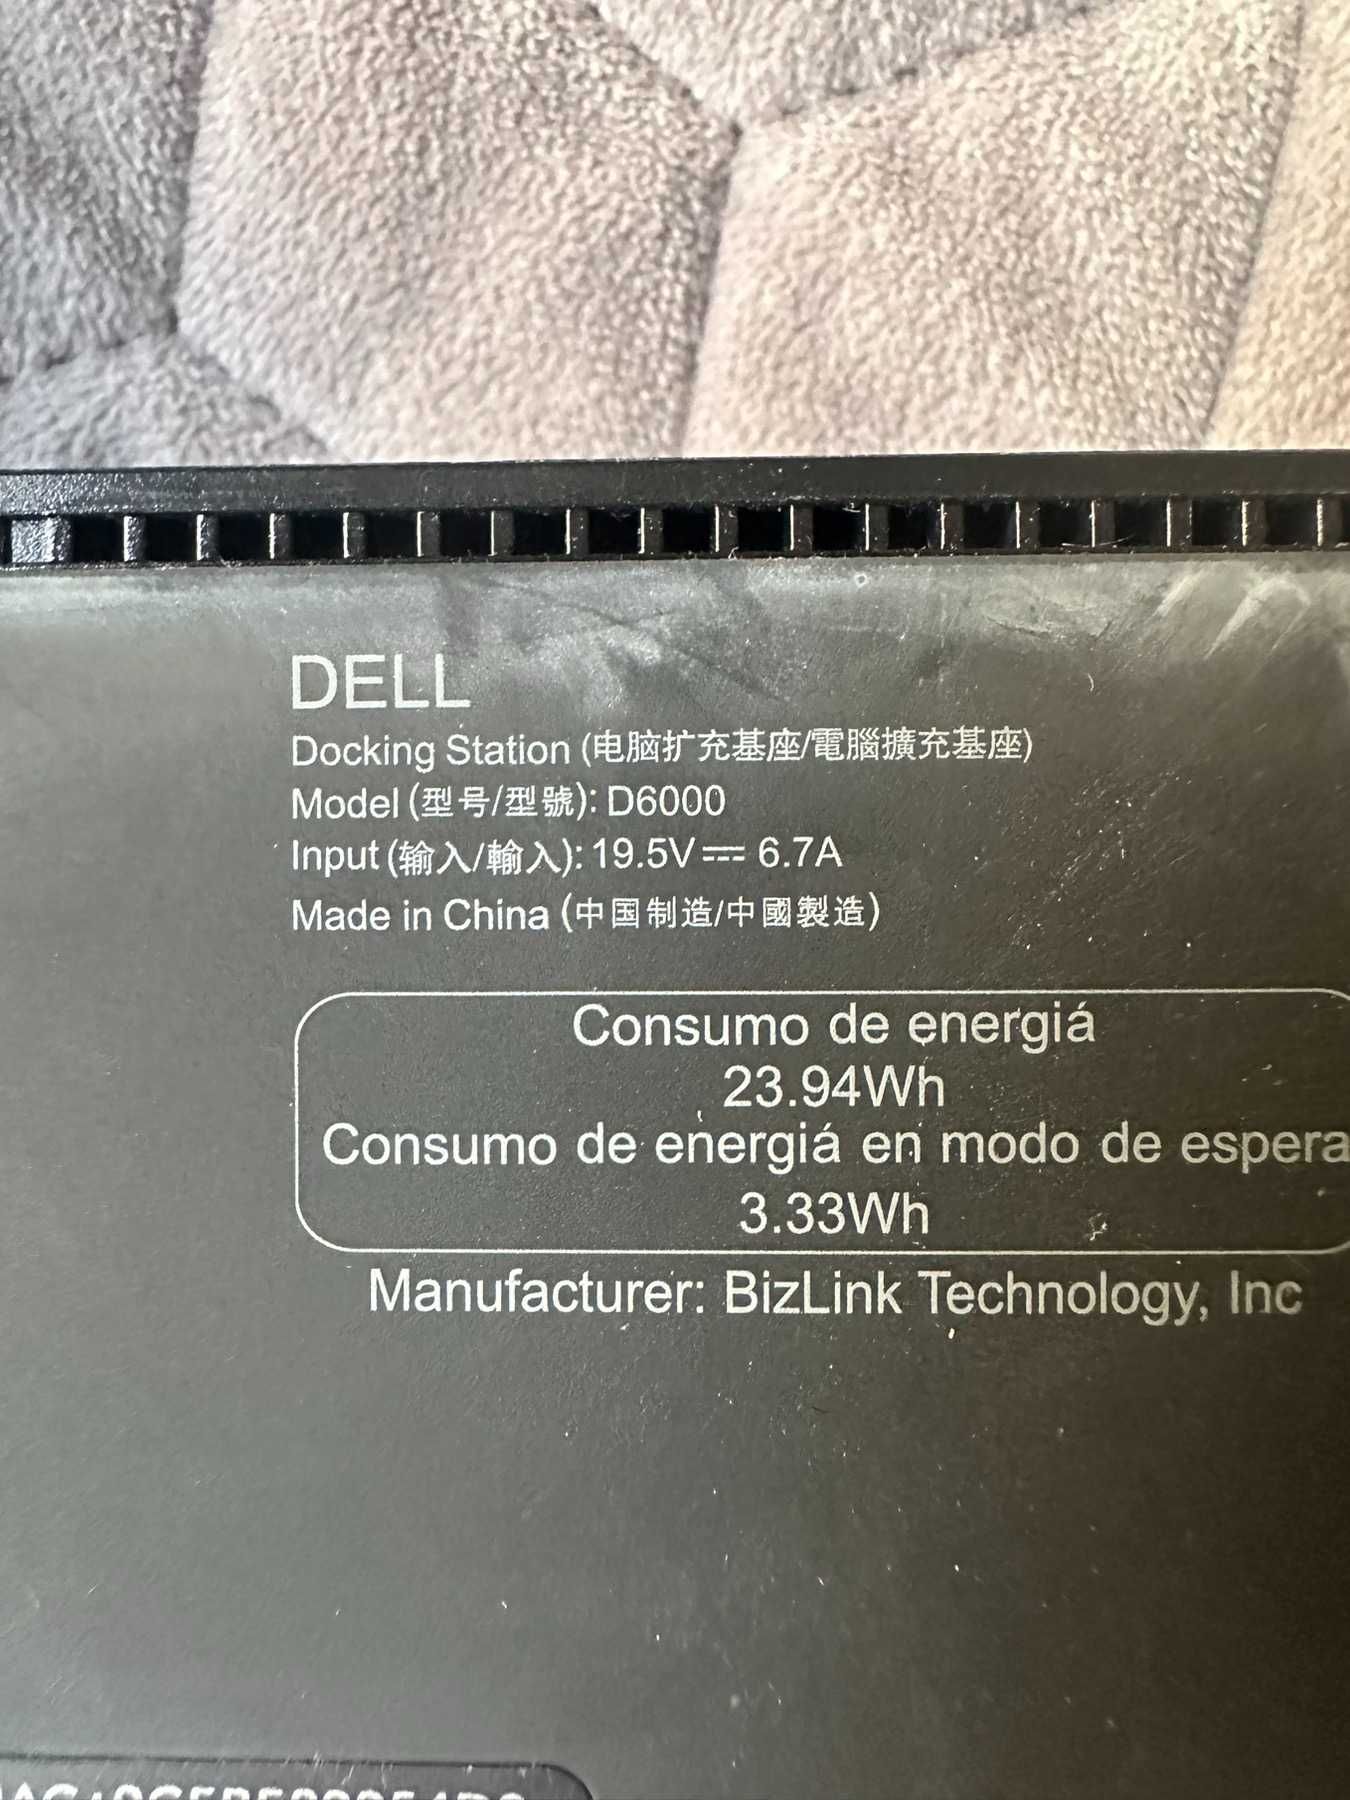 DELL
Docking Station (电脑扩充基座/電腦擴充基座)
Model (型号/型號): D6000
Input (输入/輸入): 19.5V ⎓ 6.7A
Made in China (中国制造/中國製造)
Consumo de energiá
23.94Wh
Consumo de energiá en modo de espera
3.33Wh
Manufacturer: BizLink Technology, Inc